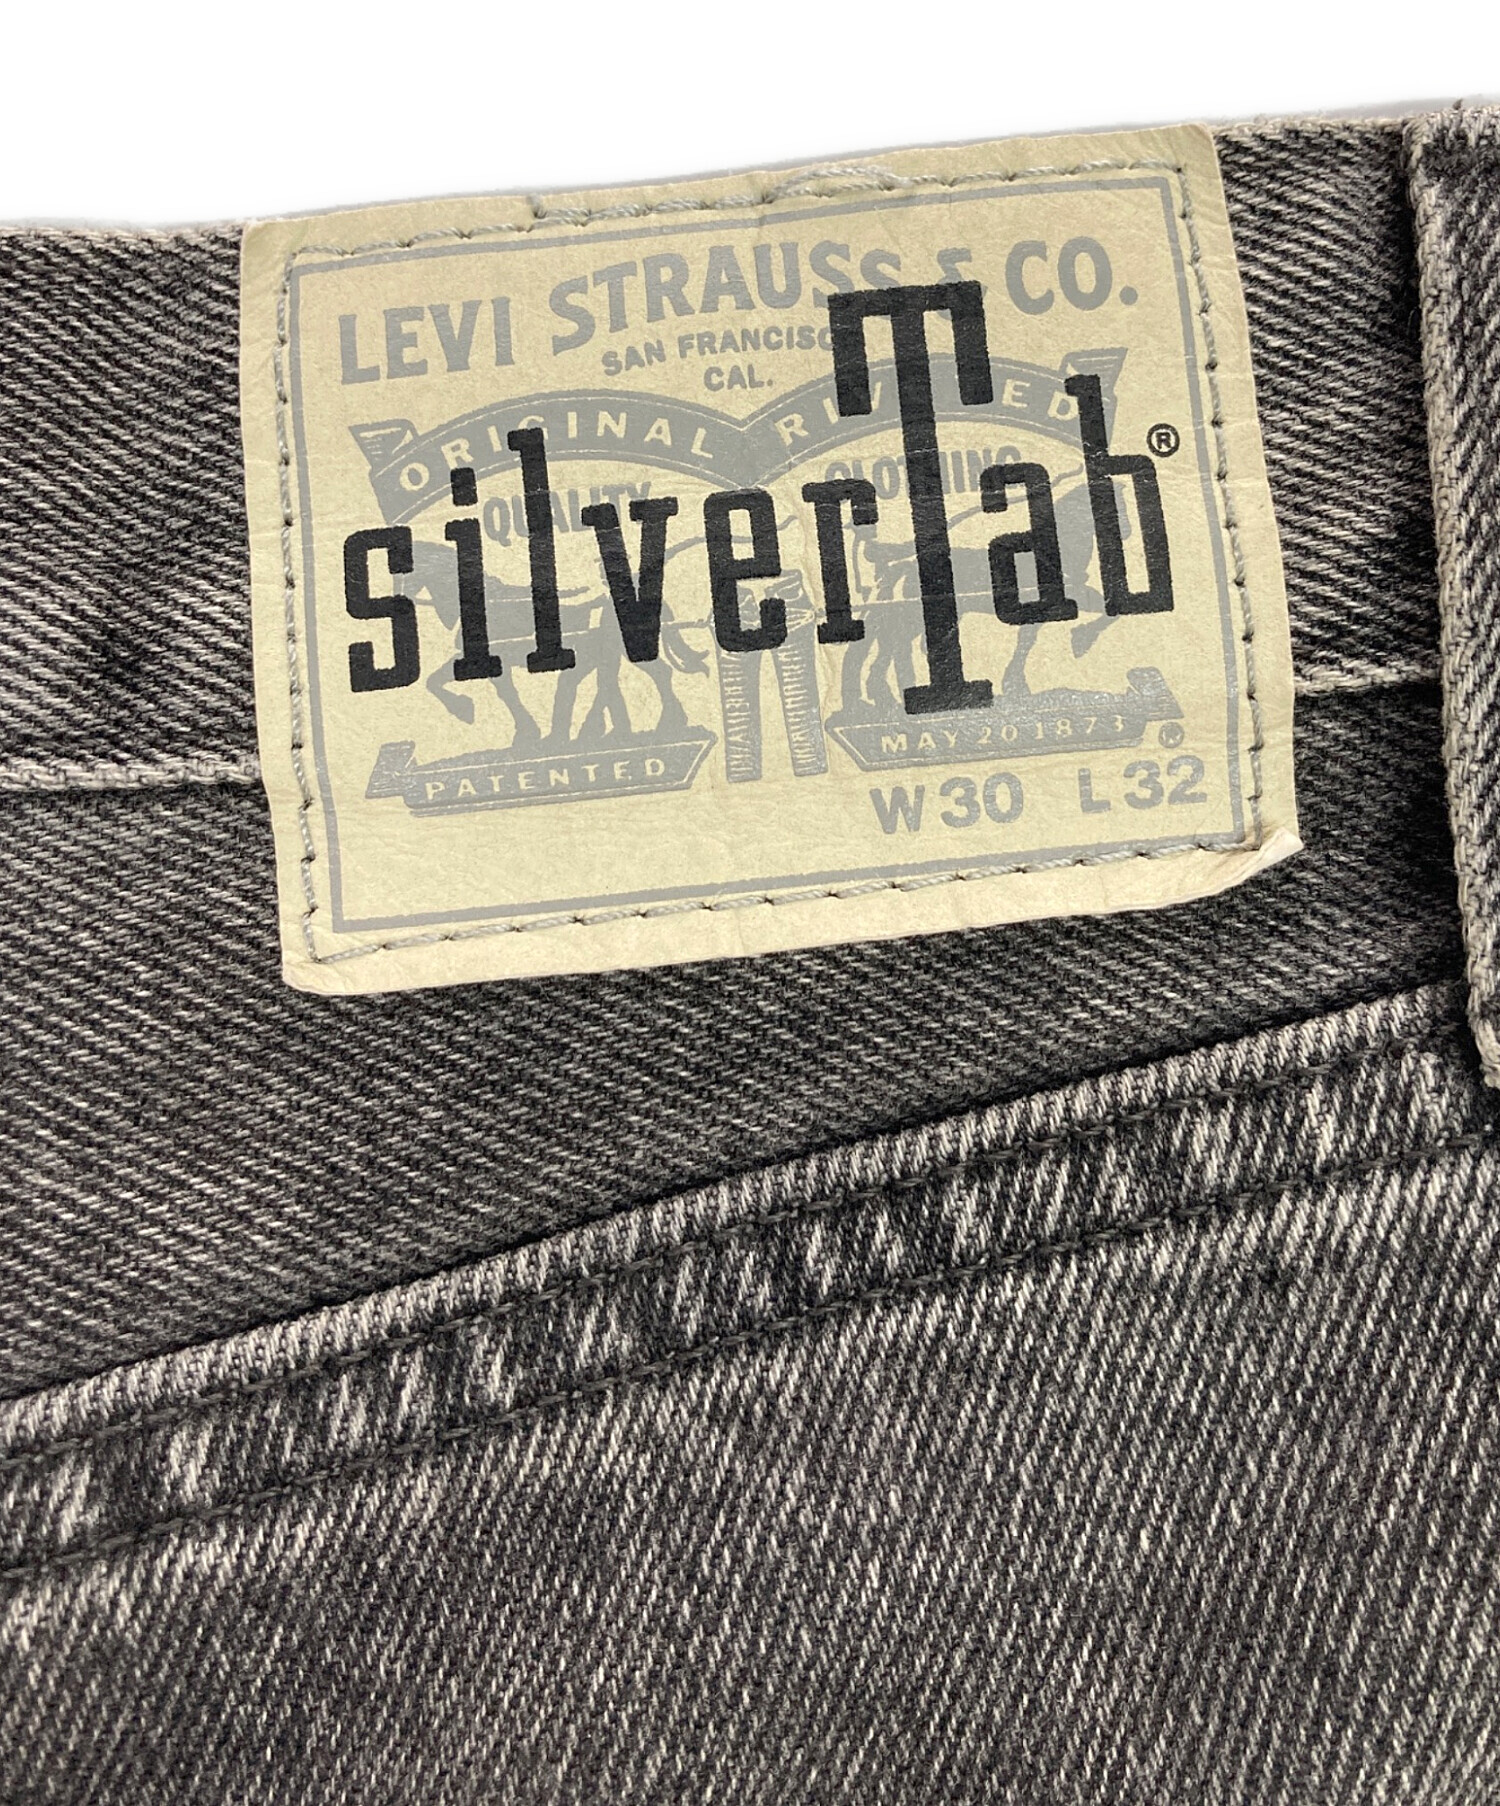 LEVI STRAUSS & CO.
SAN FRANCISCO
CAL.
ORIGINAL RIVETED
QUALITY CLOTHING
silverTab®
PATENTED MAY 20 1873 ®
W30 L32